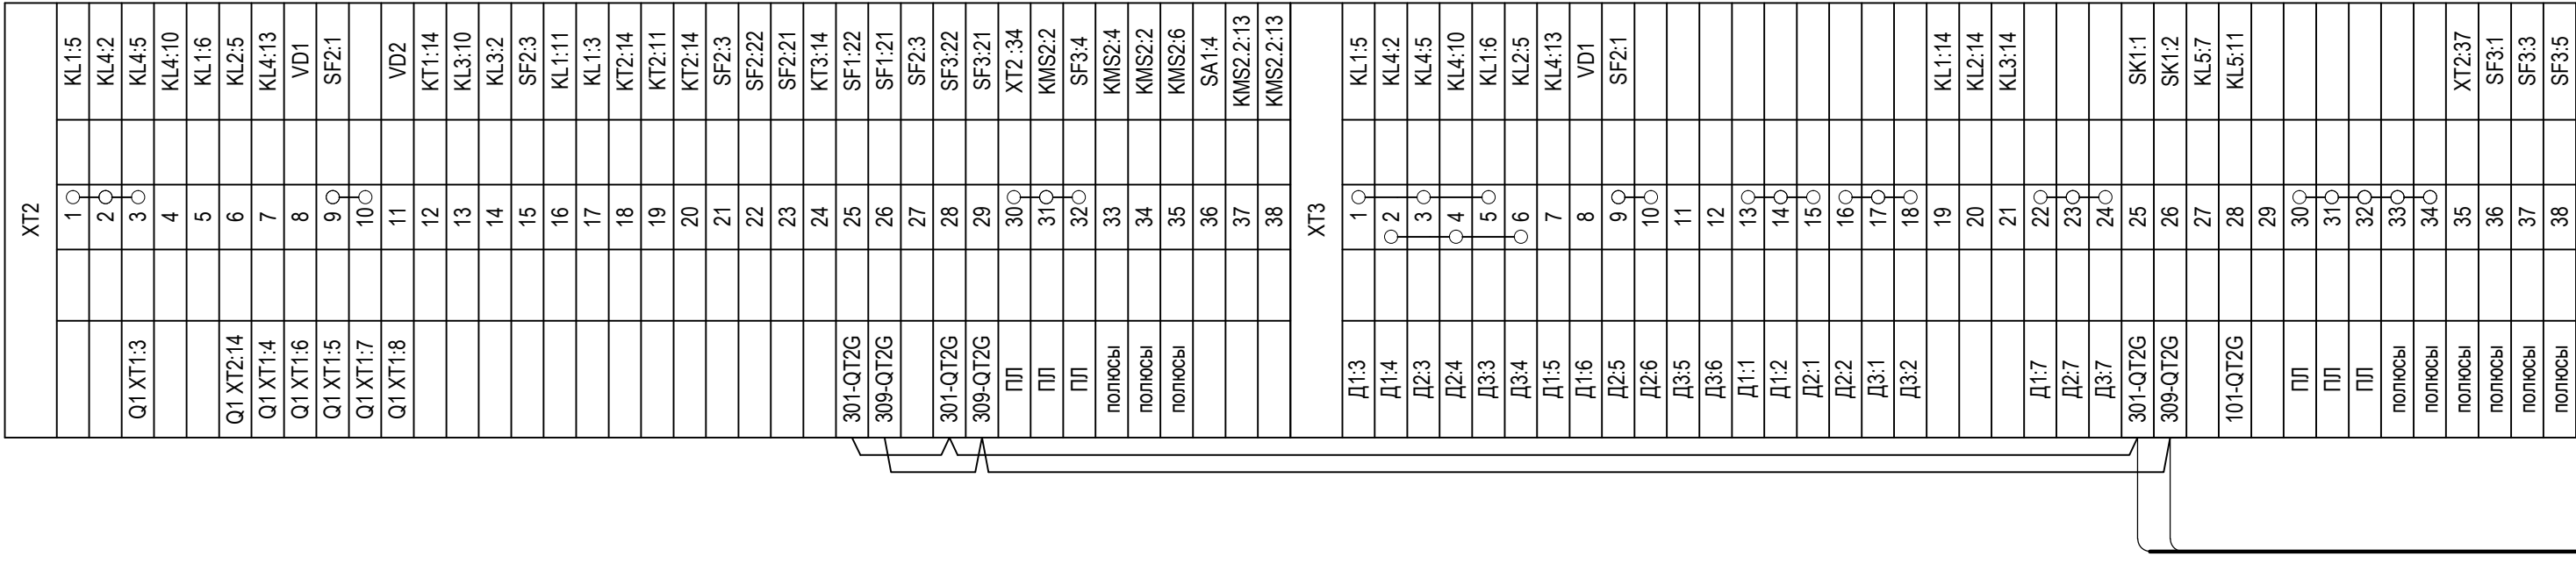 XT2
KL1:5 1
KL4:2 2
KL4:5 3 Q1 XT1:3
KL4:10 4
KL1:6 5
KL2:5 6 Q1 XT2:14
KL4:13 7 Q1 XT1:4
VD1 8 Q1 XT1:6
SF2:1 9 Q1 XT1:5
10 Q1 XT1:7
VD2 11 Q1 XT1:8
KT1:14 12
KL3:10 13
KL3:2 14
SF2:3 15
KL1:11 16
KL1:3 17
KT2:14 18
KT2:11 19
KT2:14 20
SF2:3 21
SF2:22 22
SF2:21 23
KT3:14 24
SF1:22 25 301-QT2G
SF1:21 26 309-QT2G
SF2:3 27
SF3:22 28 301-QT2G
SF3:21 29 309-QT2G
XT2 :34 30 ПЛ
KMS2:2 31 ПЛ
SF3:4 32 ПЛ
KMS2:4 33 полюсы
KMS2:2 34 полюсы
KMS2:6 35 полюсы
SA1:4 36
KMS2.2:13 37
KMS2.2:13 38
XT3
KL1:5 1 Д1:3
KL4:2 2 Д1:4
KL4:5 3 Д2:3
KL4:10 4 Д2:4
KL1:6 5 Д3:3
KL2:5 6 Д3:4
KL4:13 7 Д1:5
VD1 8 Д1:6
SF2:1 9 Д2:5
10 Д2:6
11 Д3:5
12 Д3:6
13 Д1:1
14 Д1:2
15 Д2:1
16 Д2:2
17 Д3:1
18 Д3:2
KL1:14 19
KL2:14 20
KL3:14 21
22 Д1:7
23 Д2:7
24 Д3:7
SK1:1 25 301-QT2G
SK1:2 26 309-QT2G
KL5:7 27
KL5:11 28 101-QT2G
29
30 ПЛ
31 ПЛ
32 ПЛ
33 полюсы
34 полюсы
XT2:37 35 полюсы
SF3:1 36 полюсы
SF3:3 37 полюсы
SF3:5 38 полюсы